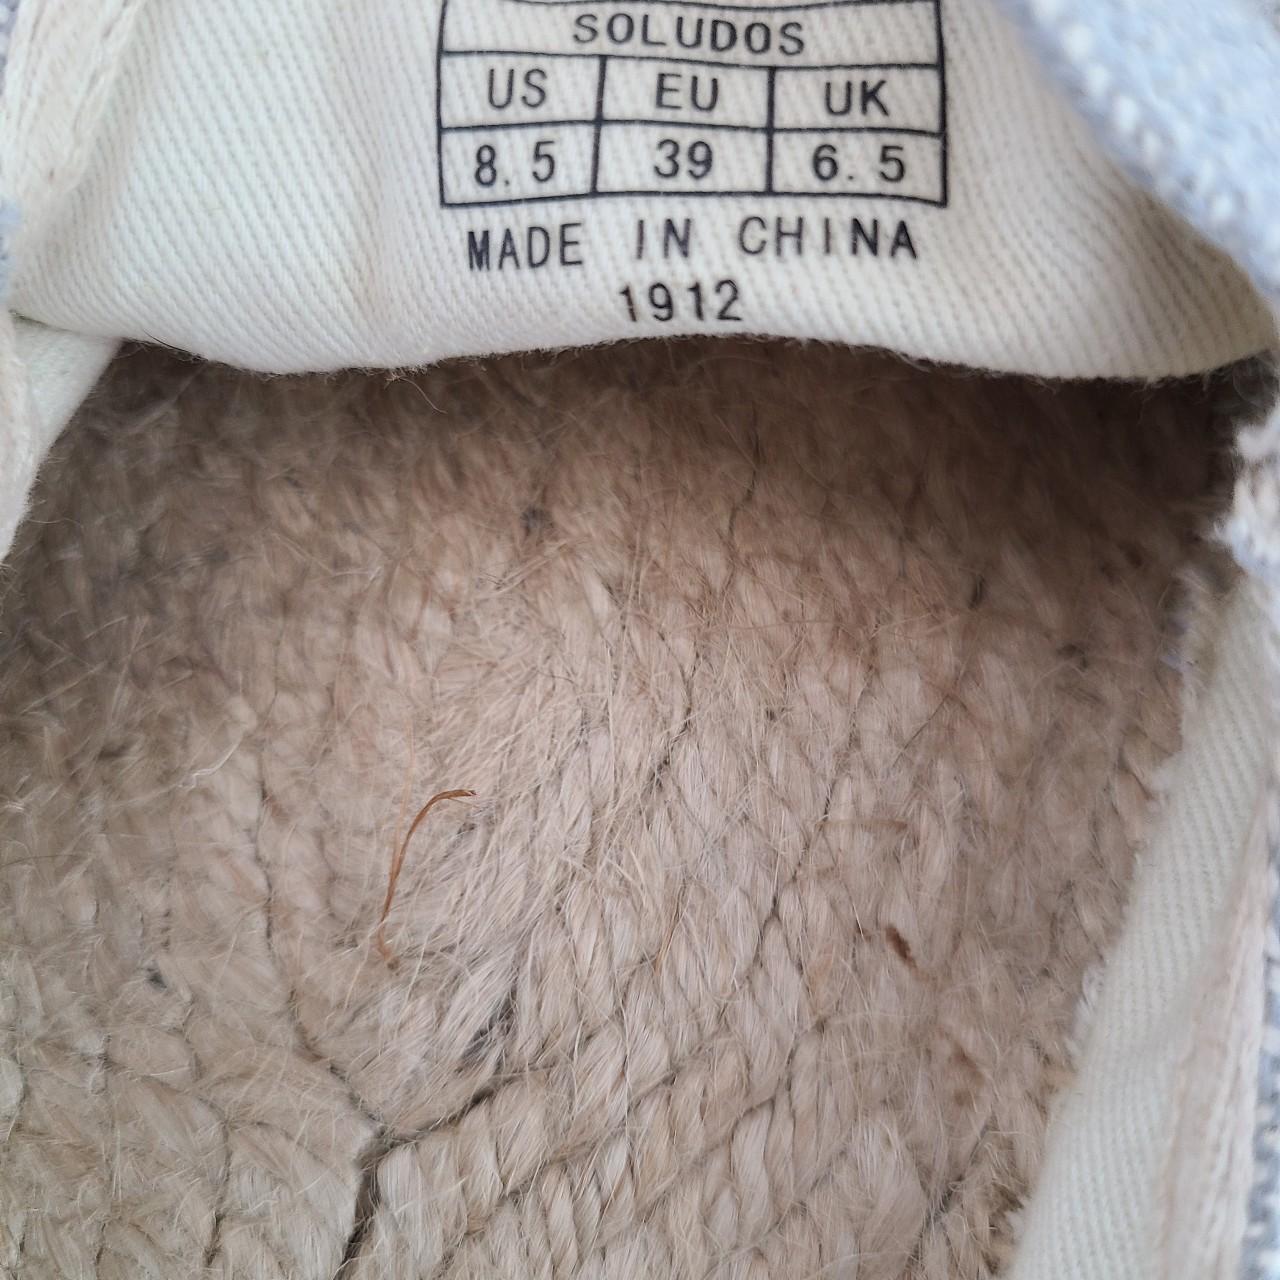 SOLUDOS
US EU UK
8.5 39 6.5
MADE IN CHINA
1912